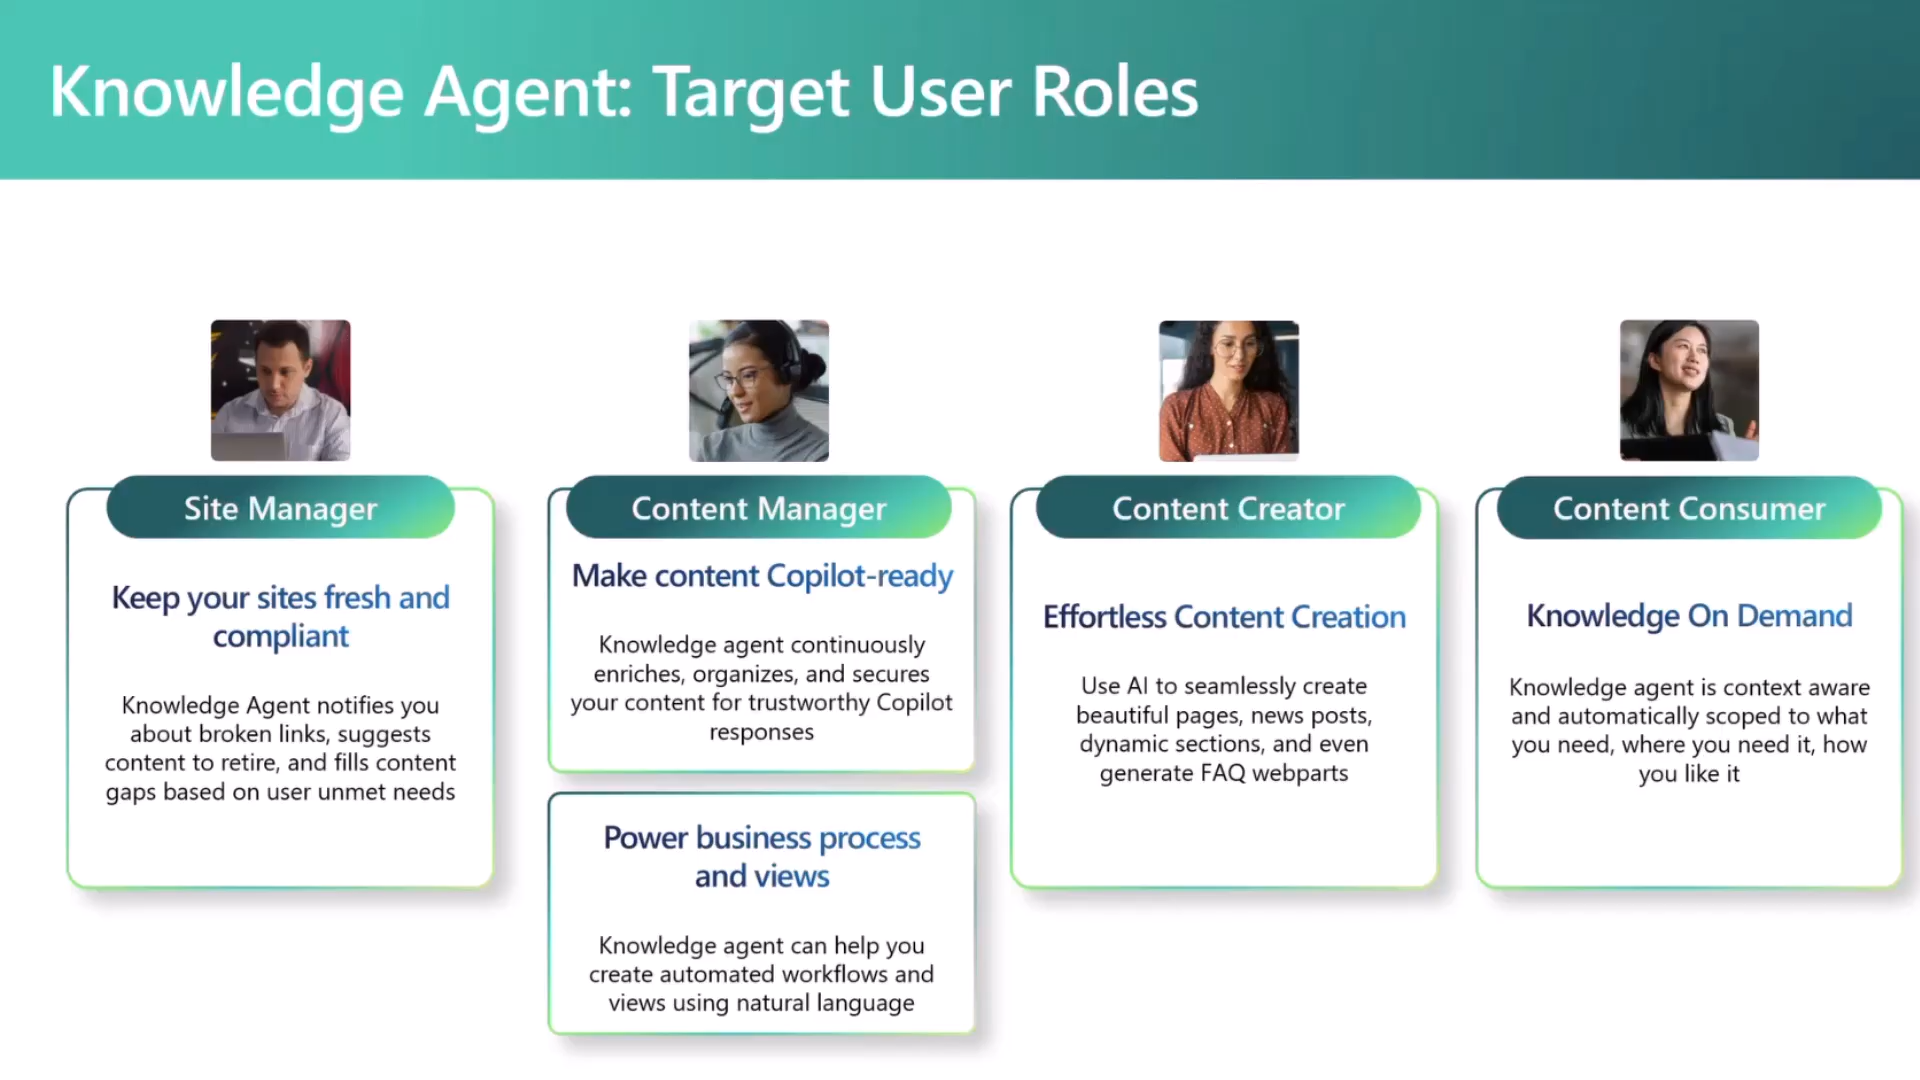 Knowledge Agent: Target User Roles
Site Manager
Keep your sites fresh and
compliant
Knowledge Agent notifies you
about broken links, suggests
content to retire, and fills content
gaps based on user unmet needs
Content Manager
Make content Copilot-ready
Knowledge agent continuously
enriches, organizes, and secures
your content for trustworthy Copilot
responses
Power business process
and views
Knowledge agent can help you
create automated workflows and
views using natural language
Content Creator
Effortless Content Creation
Use AI to seamlessly create
beautiful pages, news posts,
dynamic sections, and even
generate FAQ webparts
Content Consumer
Knowledge On Demand
Knowledge agent is context aware
and automatically scoped to what
you need, where you need it, how
you like it